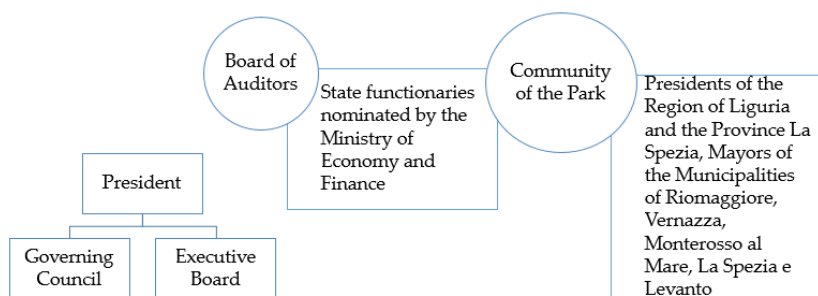 Board of
Auditors
State functionaries
nominated by the
Ministry of
Economy and
Finance
Community
of the Park
Presidents of the
Region of Liguria
and the Province La
Spezia, Mayors of
the Municipalities
of Riomaggiore,
Vernazza,
Monterosso al
Mare, La Spezia e
Levanto
President
Governing
Council
Executive
Board